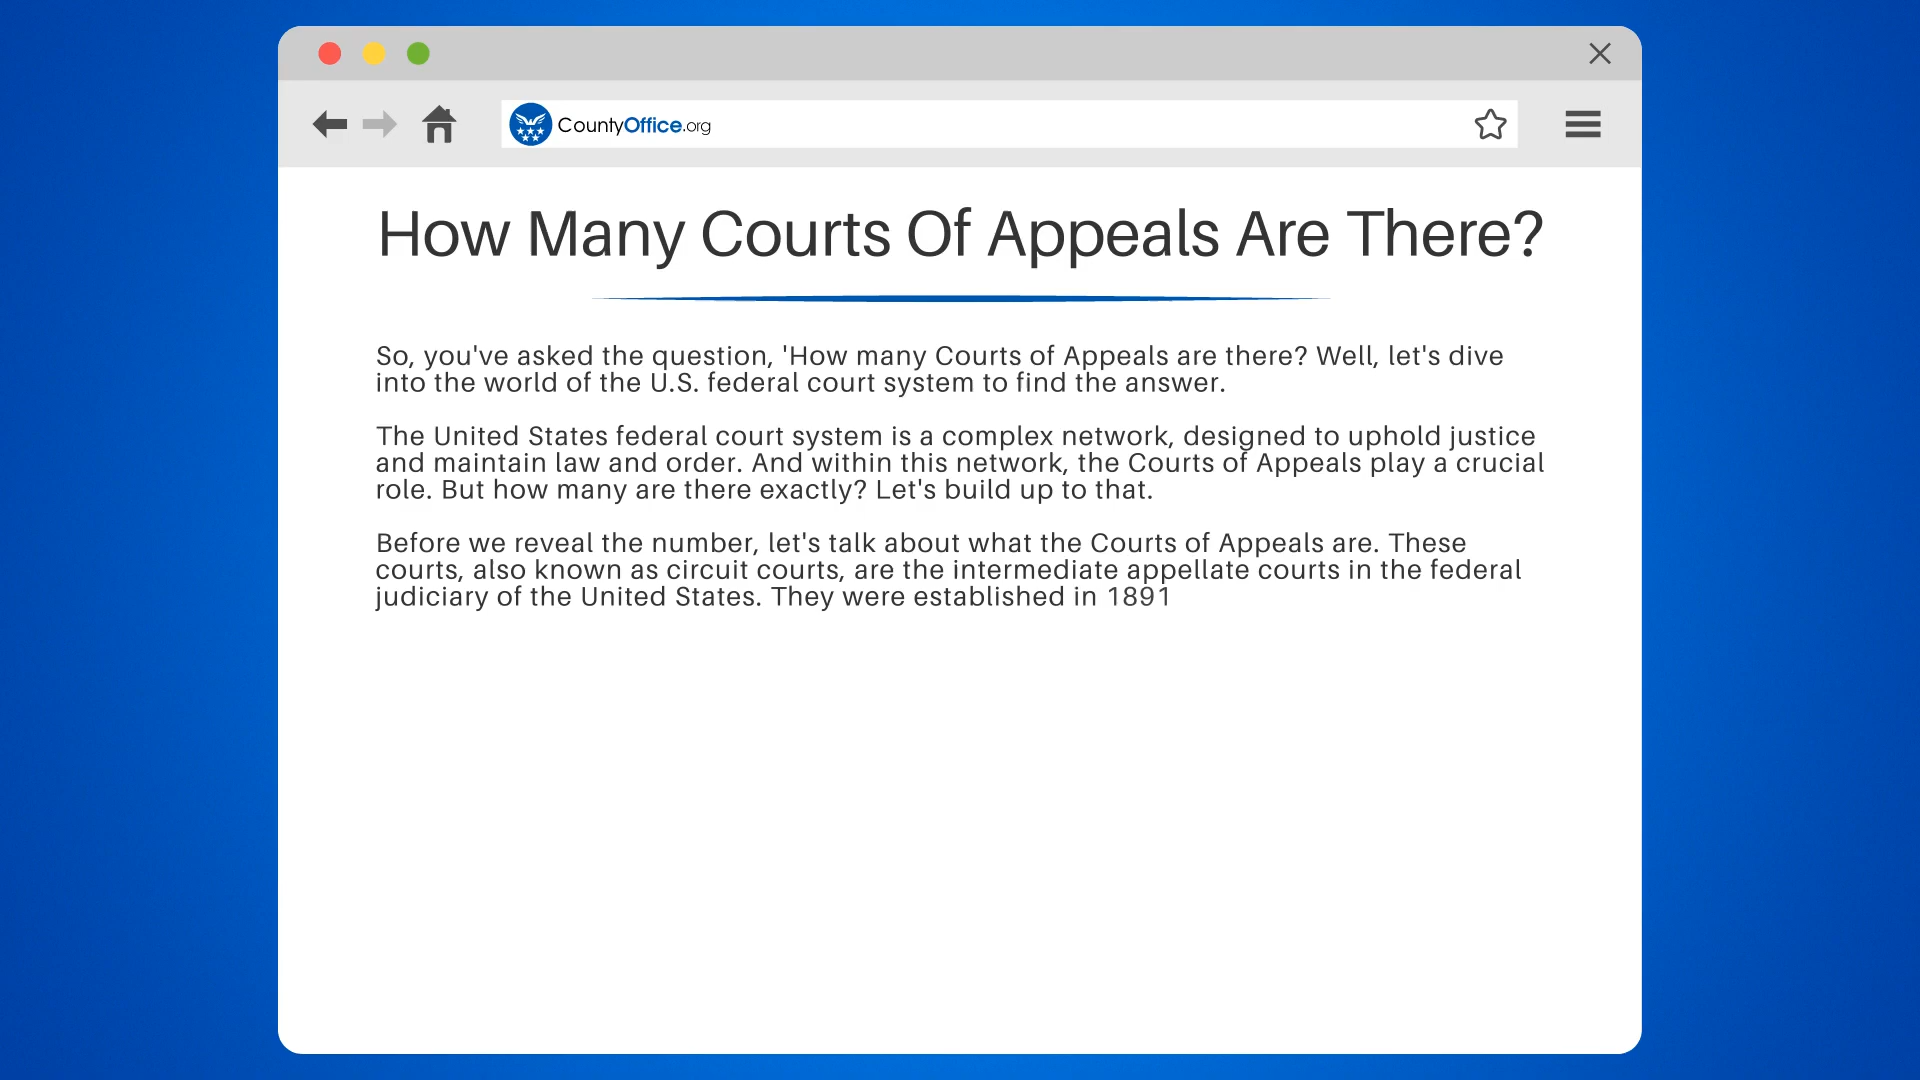 CountyOffice.org
How Many Courts Of Appeals Are There?
So, you've asked the question, 'How many Courts of Appeals are there? Well, let's dive
into the world of the U.S. federal court system to find the answer.
The United States federal court system is a complex network, designed to uphold justice
and maintain law and order. And within this network, the Courts of Appeals play a crucial
role. But how many are there exactly? Let's build up to that.
Before we reveal the number, let's talk about what the Courts of Appeals are. These
courts, also known as circuit courts, are the intermediate appellate courts in the federal
judiciary of the United States. They were established in 1891